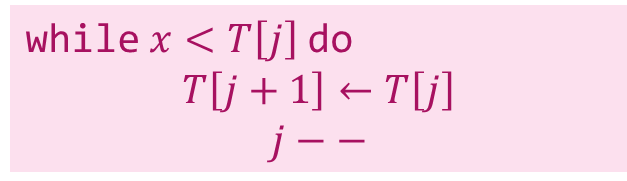 while x < T[j] do
T[j + 1] ← T[j]
j − −